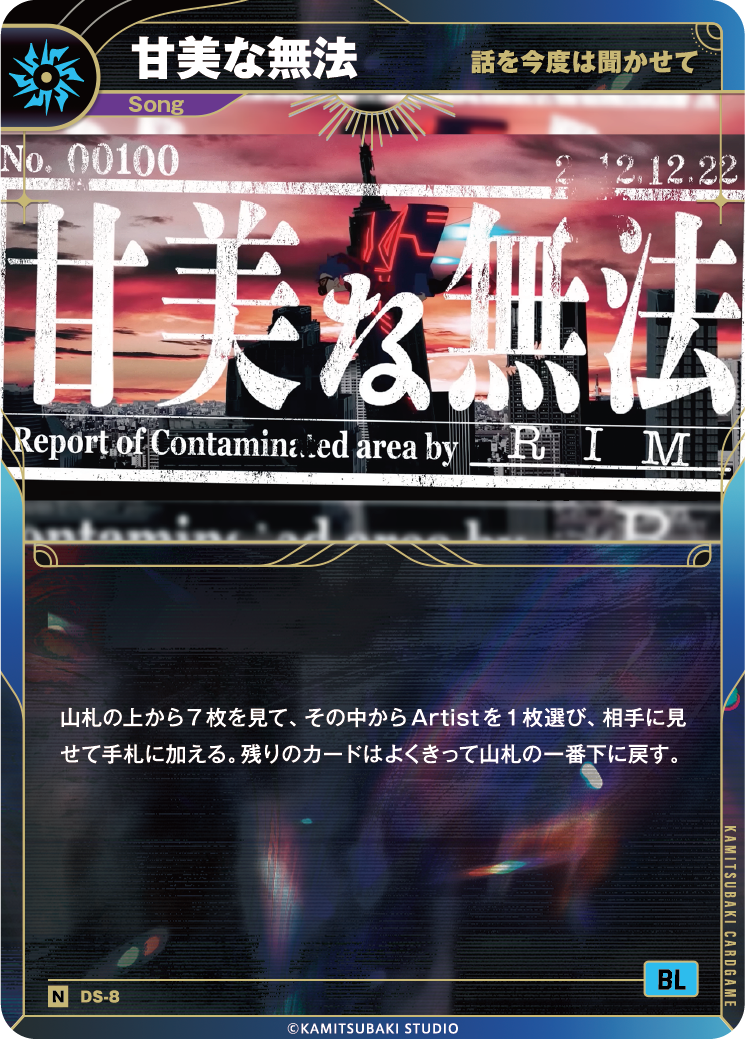 甘美な無法
話を今度は聞かせて
Song
No. 00100
12.12.22
甘美な無法
Report of Contaminated area by RIM
山札の上から7枚を見て、その中からArtistを1枚選び、相手に見
せて手札に加える。残りのカードはよくきって山札の一番下に戻す。
KAMITSUBAKI CARDGAME
BL
N DS-8
©KAMITSUBAKI STUDIO